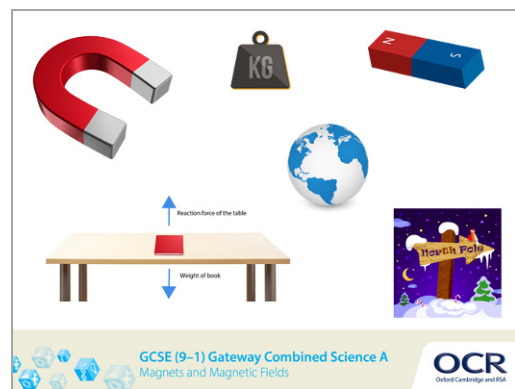 KG
N
S
Reaction force of the table
North Pole
Weight of book
GCSE (9–1) Gateway Combined Science A
Magnets and Magnetic Fields
OCR
Oxford Cambridge and RSA